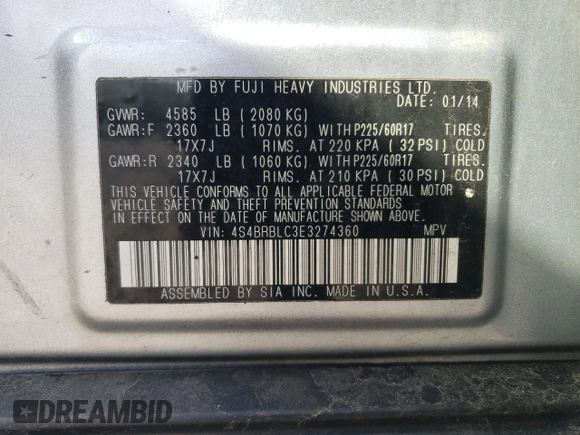 MFD BY FUJI HEAVY INDUSTRIES LTD.
DATE: 01/14
GVWR: 4585 LB ( 2080 KG)
GAWR:F 2360 LB ( 1070 KG) WITH P225/60R17 TIRES.
17X7J RIMS. AT 220 KPA ( 32 PSI) COLD
GAWR:R 2340 LB ( 1060 KG) WITH P225/60R17 TIRES.
17X7J RIMS. AT 210 KPA ( 30 PSI) COLD
THIS VEHICLE CONFORMS TO ALL APPLICABLE FEDERAL MOTOR
VEHICLE SAFETY AND THEFT PREVENTION STANDARDS
IN EFFECT ON THE DATE OF MANUFACTURE SHOWN ABOVE.
VIN: 4S4BRBLC3E3274360 MPV
ASSEMBLED BY SIA INC. MADE IN U.S.A.
DREAMBID